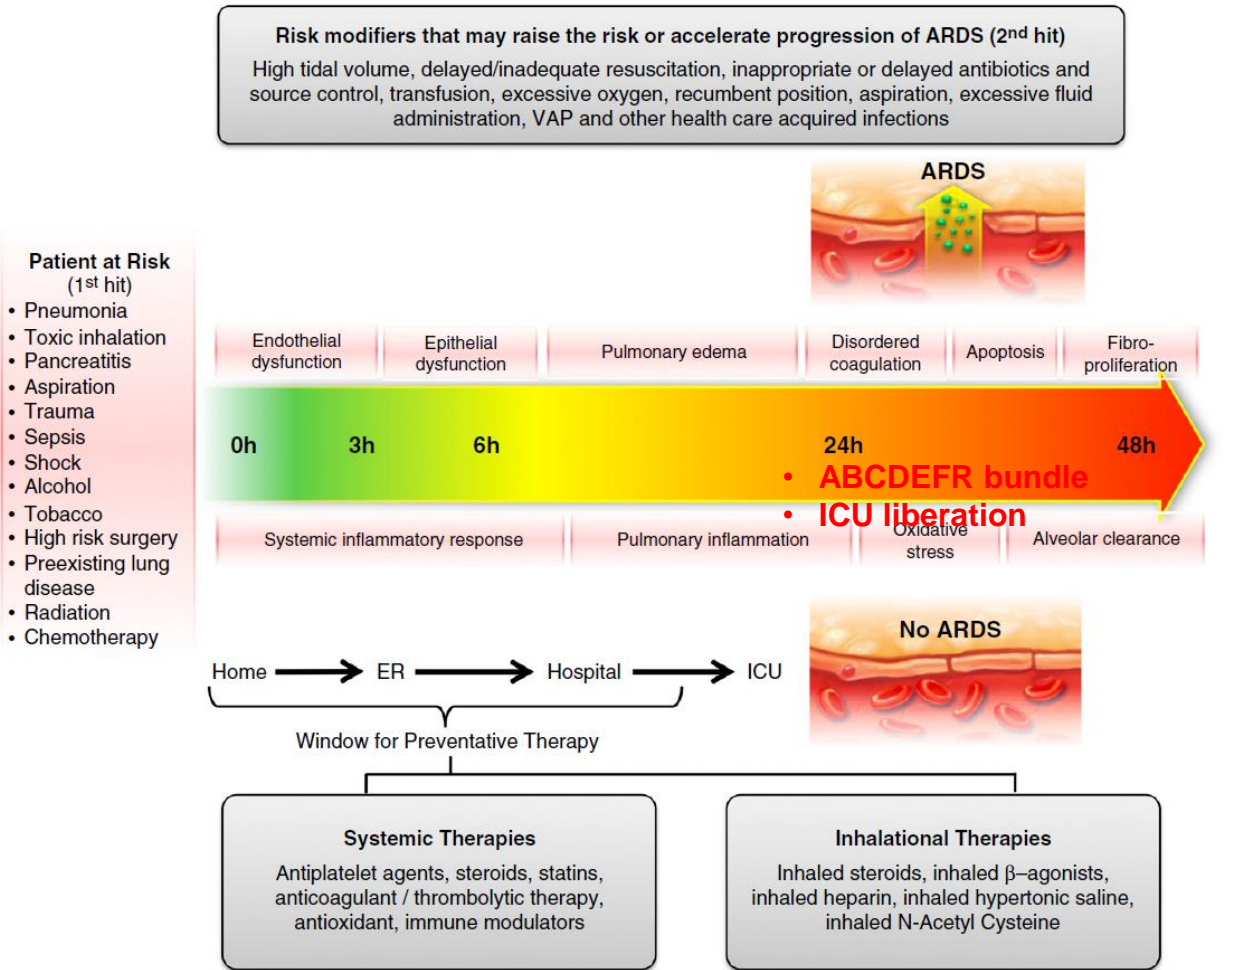 Risk modifiers that may raise the risk or accelerate progression of ARDS (2nd hit)
High tidal volume, delayed/inadequate resuscitation, inappropriate or delayed antibiotics and
source control, transfusion, excessive oxygen, recumbent position, aspiration, excessive fluid
administration, VAP and other health care acquired infections
ARDS
Patient at Risk
(1st hit)
• Pneumonia
• Toxic inhalation
• Pancreatitis
• Aspiration
• Trauma
• Sepsis
• Shock
• Alcohol
• Tobacco
• High risk surgery
• Preexisting lung
disease
• Radiation
• Chemotherapy
Endothelial
dysfunction
Epithelial
dysfunction
Pulmonary edema
Disordered
coagulation
Apoptosis
Fibro-
proliferation
0h 3h 6h 24h 48h
• ABCDEFR bundle
• ICU liberation
Systemic inflammatory response
Pulmonary inflammation
Oxidative
stress
Alveolar clearance
No ARDS
Home ER Hospital ICU
Window for Preventative Therapy
Systemic Therapies
Antiplatelet agents, steroids, statins,
anticoagulant / thrombolytic therapy,
antioxidant, immune modulators
Inhalational Therapies
Inhaled steroids, inhaled β–agonists,
inhaled heparin, inhaled hypertonic saline,
inhaled N-Acetyl Cysteine